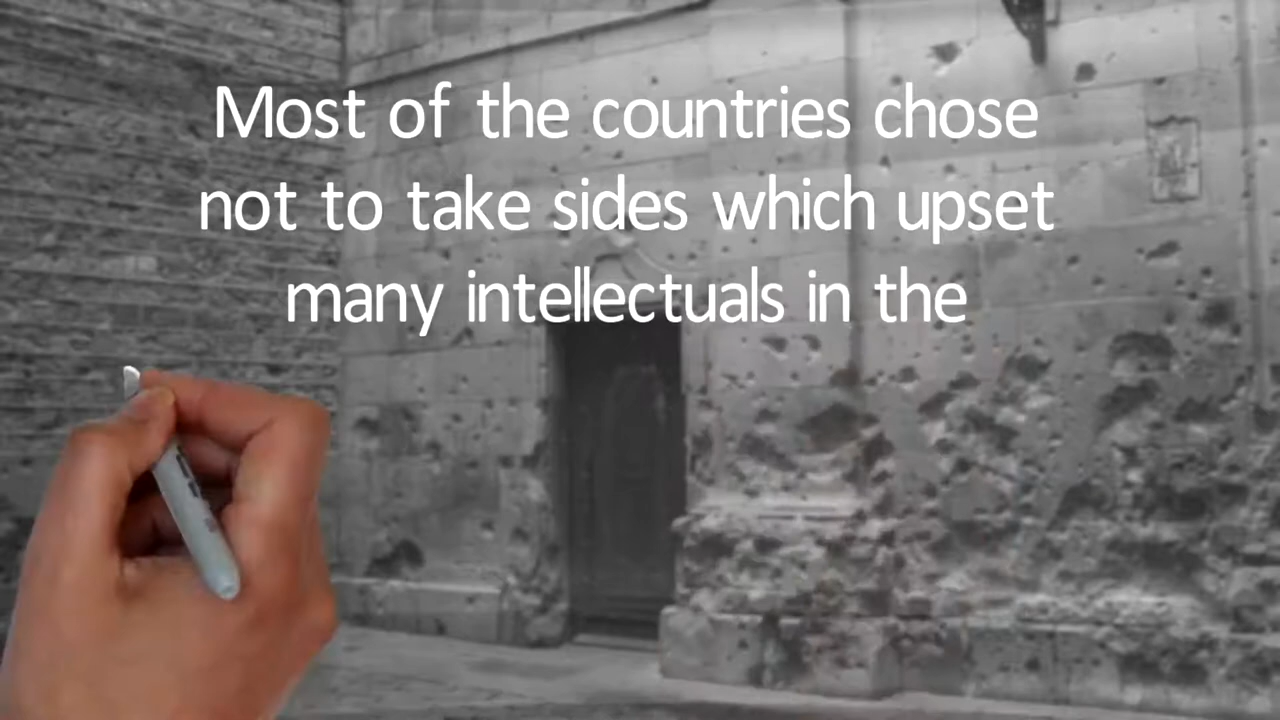 Most of the countries chose
not to take sides which upset
many intellectuals in the